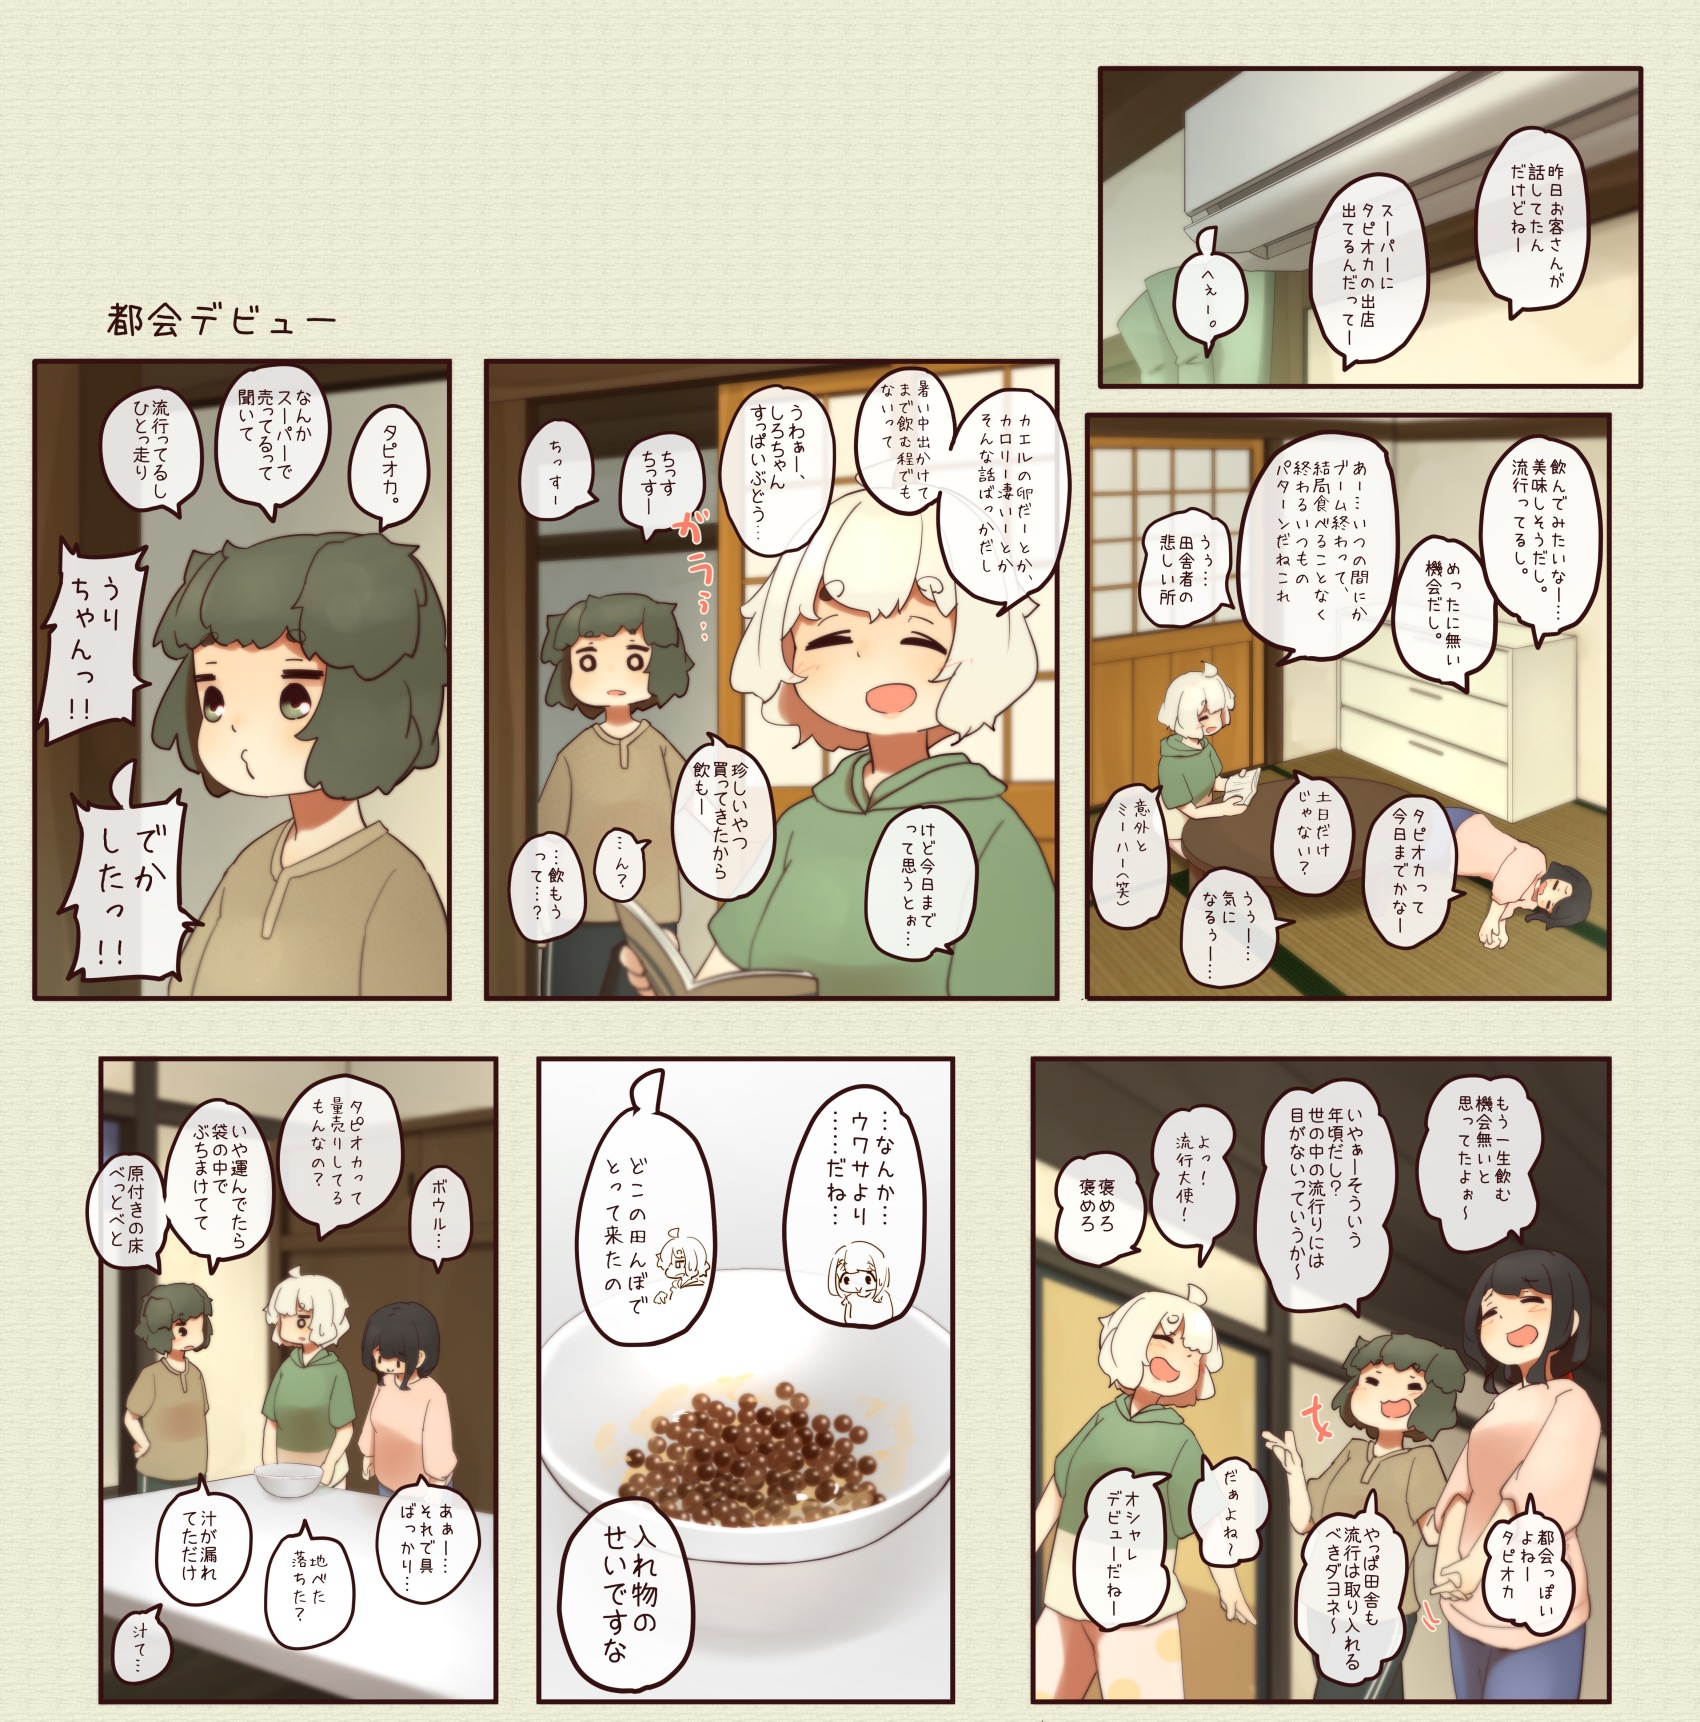 都会デビュー
昨日お客さんが
話してたん
だけどねー
スーパーに
タピオカの出店
出てるんだってー
へぇー。
飲んでみたいなー…
美味しそうだし。
流行ってるし。
めったに無い
機会だし。
あー…いつの間にか
ブーム終わって、
結局食べることなく
終わるいつもの
パターンだねこれ
うぅ…
田舎者の
悲しい所
タピオカって
今日までかなー
土日だけ
じゃない?
うぅー…
気に
なるぅー…
意外と
ミーハー(笑)
カエルの卵だーとか、
カロリー凄いーとか
そんな話ばっかだし
暑い中出かけて
まで飲む程でも
ないって
うわぁー、
しろちゃん
すっぱいぶどう…
ガラう…
ちっす
ちっすー
ちっすー
けど今日まで
って思うとぉ…
珍しいやつ
買ってきたから
飲もー
…ん?
…飲もう
って…?
タピオカ。
なんか
スーパーで
売ってるって
聞いて
流行ってるし
ひとっ走り
うり
ちゃんっ!!
でか
したっ!!
もう一生飲む
機会無いと
思ってたよぉ〜
いやぁーそういう
年頃だし?
世の中の流行りには
目がないっていうか〜
よっ!
流行大使!
褒めろ
褒めろ
都会っぽい
よねー
タピオカ
やっぱ田舎も
流行は取り入れる
べきダヨネ〜
だぁよね〜
オシャレ
デビューだねー
…なんか…
ウワサより
……だね…
どこの田んぼで
とって来たの
入れ物の
せいですな
ボウル…
タピオカって
量売りしてる
もんなの?
いや運んでたら
袋の中で
ぶちまけてて
原付きの床
べっとべと
あぁー…
それで具
ばっかり…
地べた
落ちた?
汁が漏れ
てただけ
汁て…